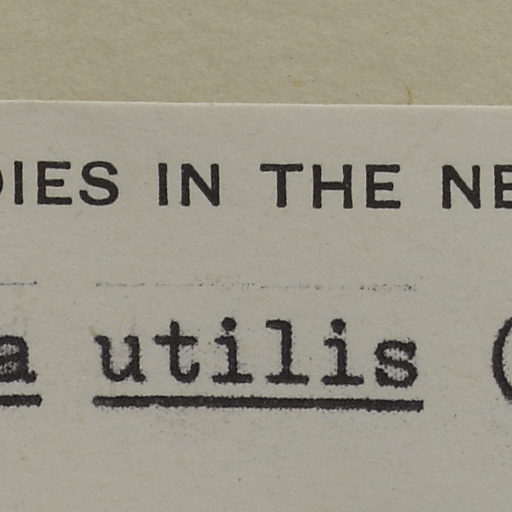 DIES IN THE NE
a utilis (